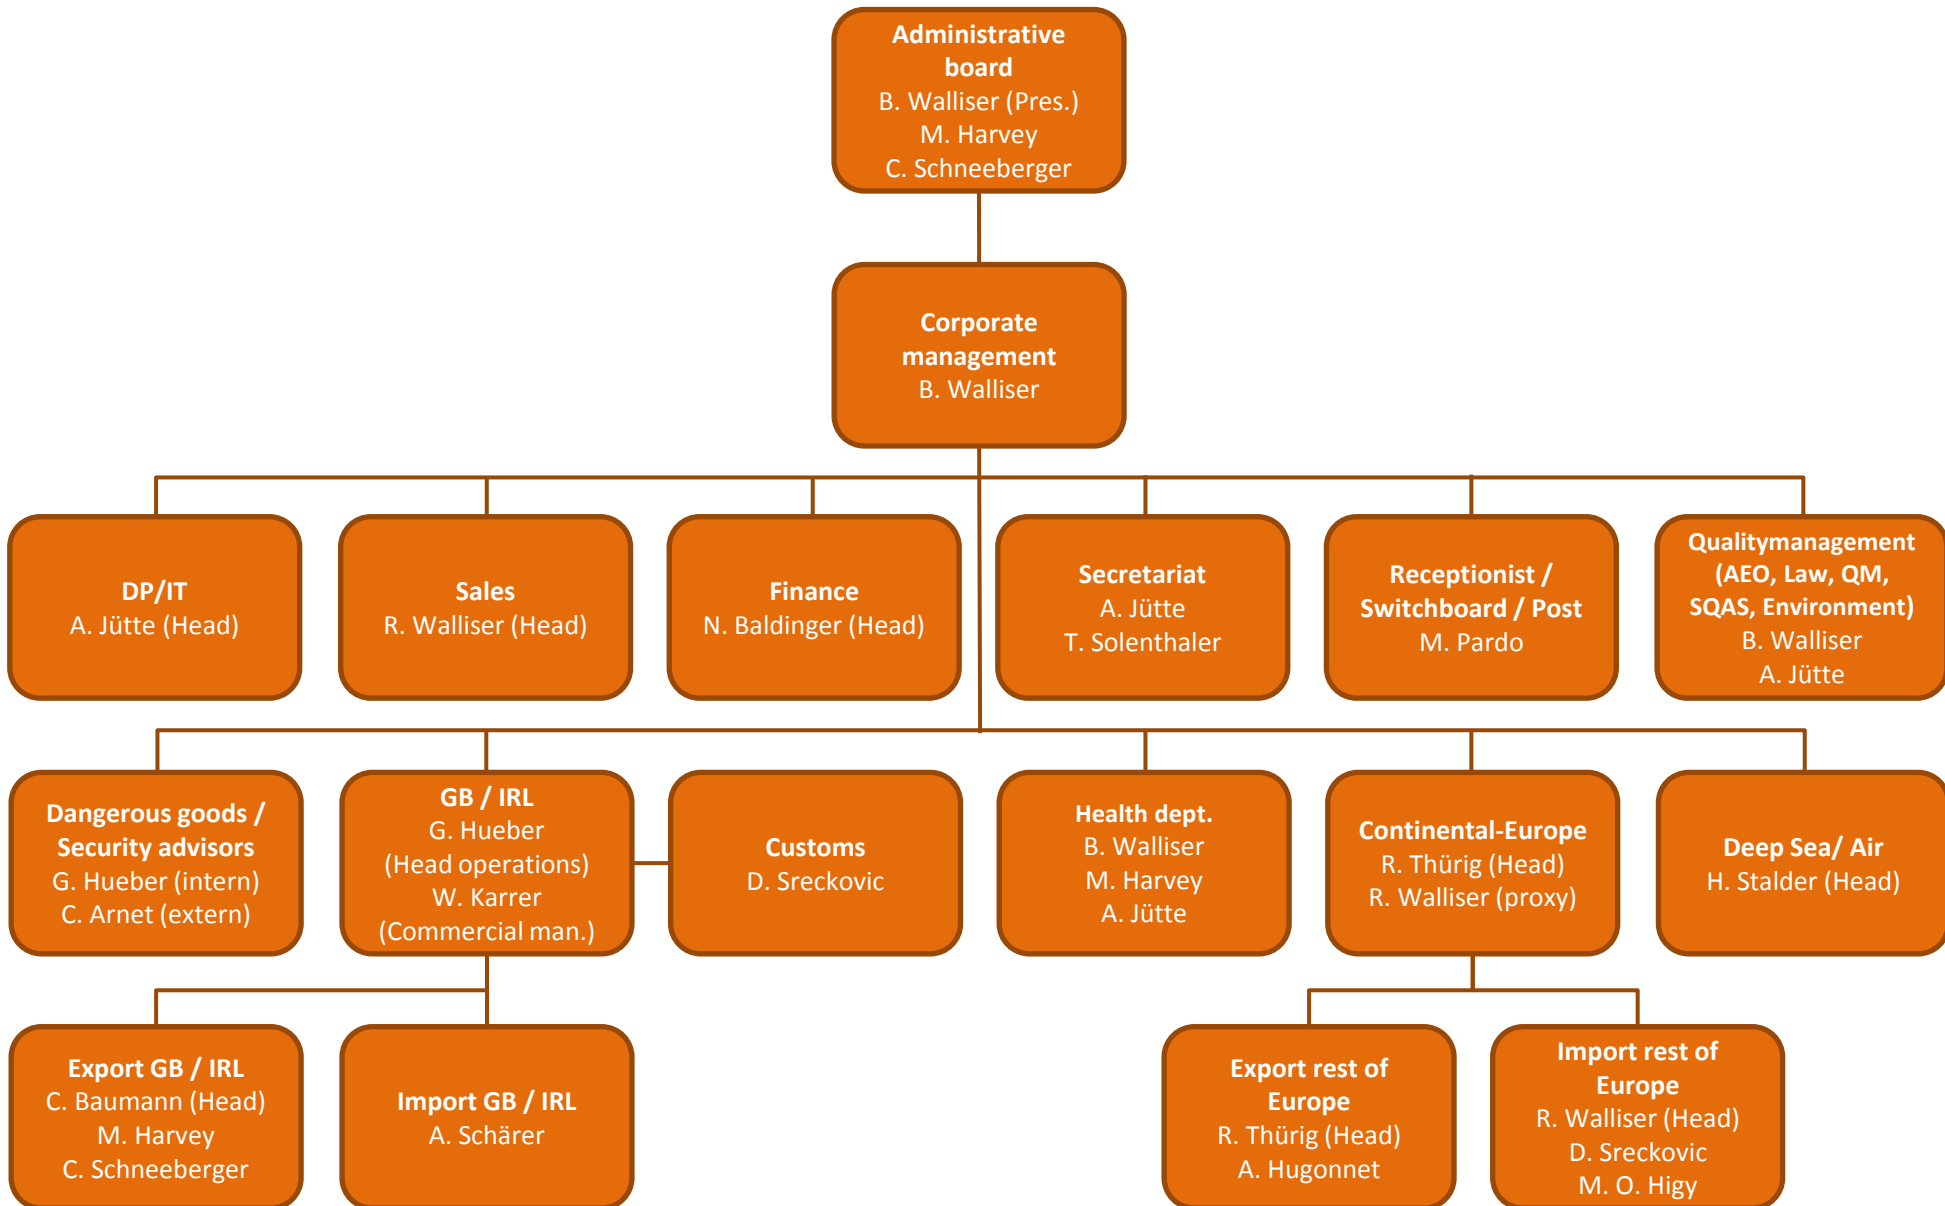 Administrative
board
B. Walliser (Pres.)
M. Harvey
C. Schneeberger
Corporate
management
B. Walliser
DP/IT
A. Jütte (Head)
Sales
R. Walliser (Head)
Finance
N. Baldinger (Head)
Secretariat
A. Jütte
T. Solenthaler
Receptionist /
Switchboard / Post
M. Pardo
Qualitymanagement
(AEO, Law, QM,
SQAS, Environment)
B. Walliser
A. Jütte
Dangerous goods /
Security advisors
G. Hueber (intern)
C. Arnet (extern)
GB / IRL
G. Hueber
(Head operations)
W. Karrer
(Commercial man.)
Customs
D. Sreckovic
Health dept.
B. Walliser
M. Harvey
A. Jütte
Continental-Europe
R. Thürig (Head)
R. Walliser (proxy)
Deep Sea/ Air
H. Stalder (Head)
Export GB / IRL
C. Baumann (Head)
M. Harvey
C. Schneeberger
Import GB / IRL
A. Schärer
Export rest of
Europe
R. Thürig (Head)
A. Hugonnet
Import rest of
Europe
R. Walliser (Head)
D. Sreckovic
M. O. Higy